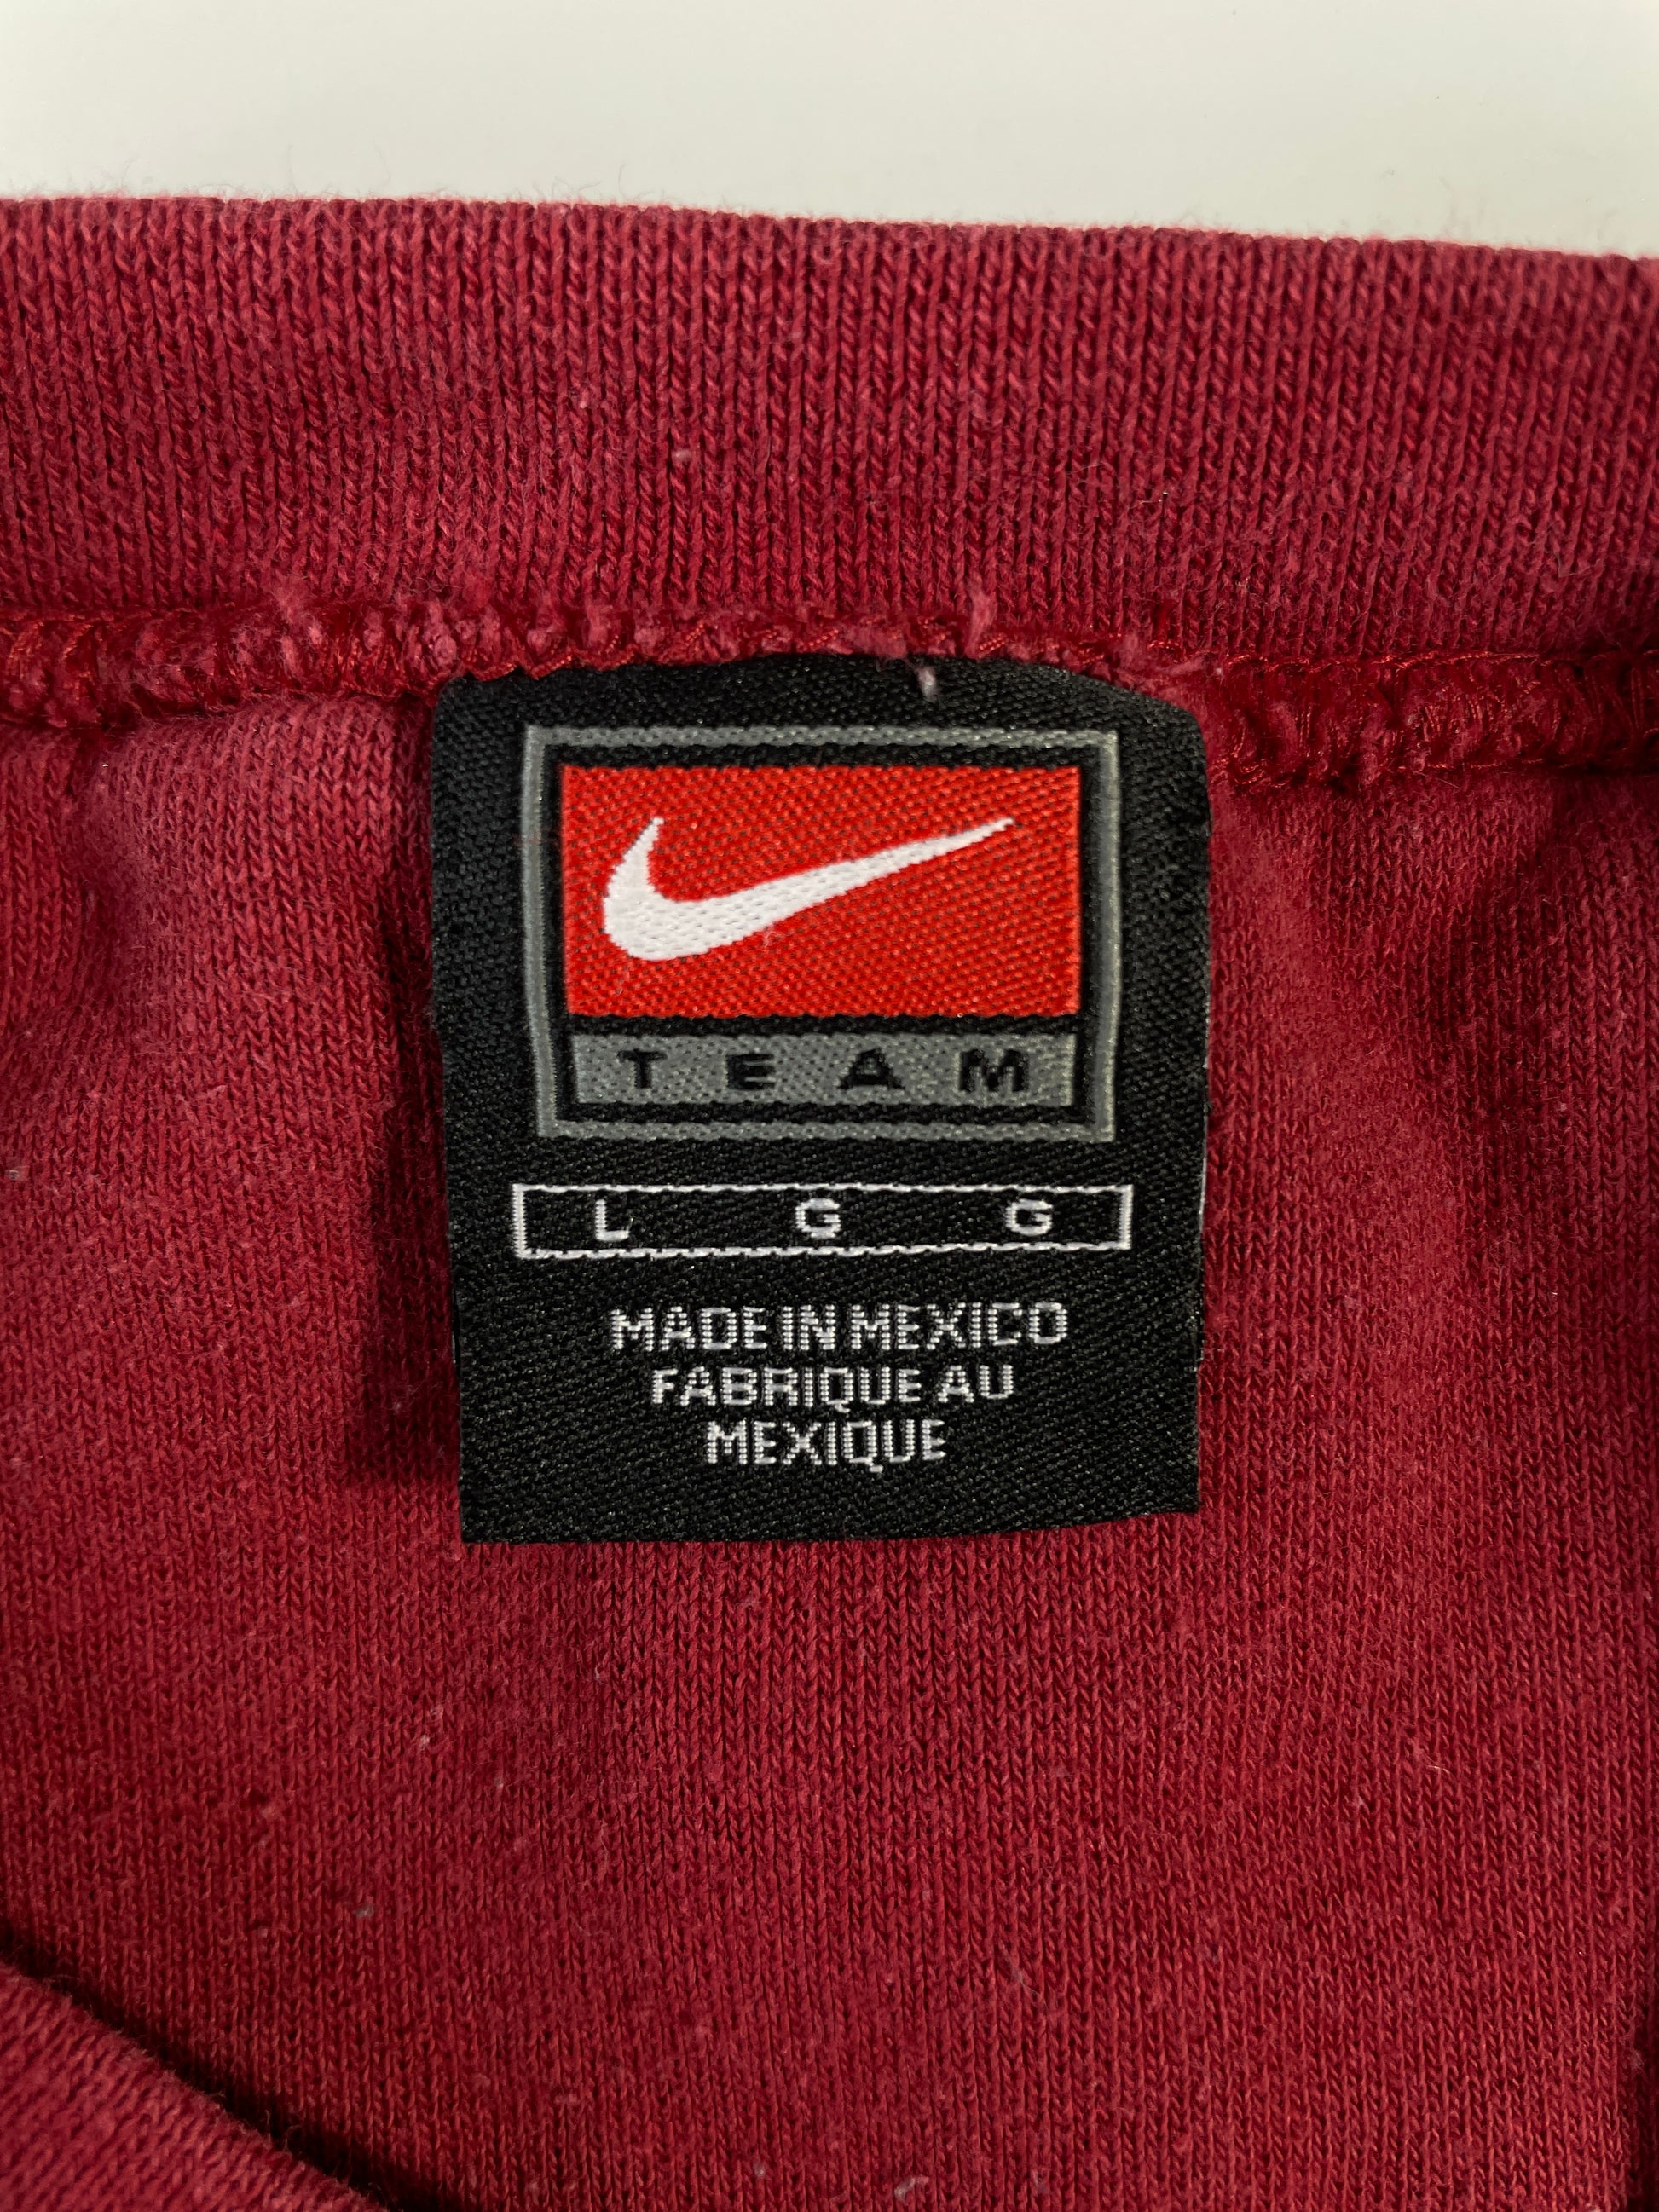 TEAM
L G G
MADE IN MEXICO
FABRIQUE AU
MEXIQUE